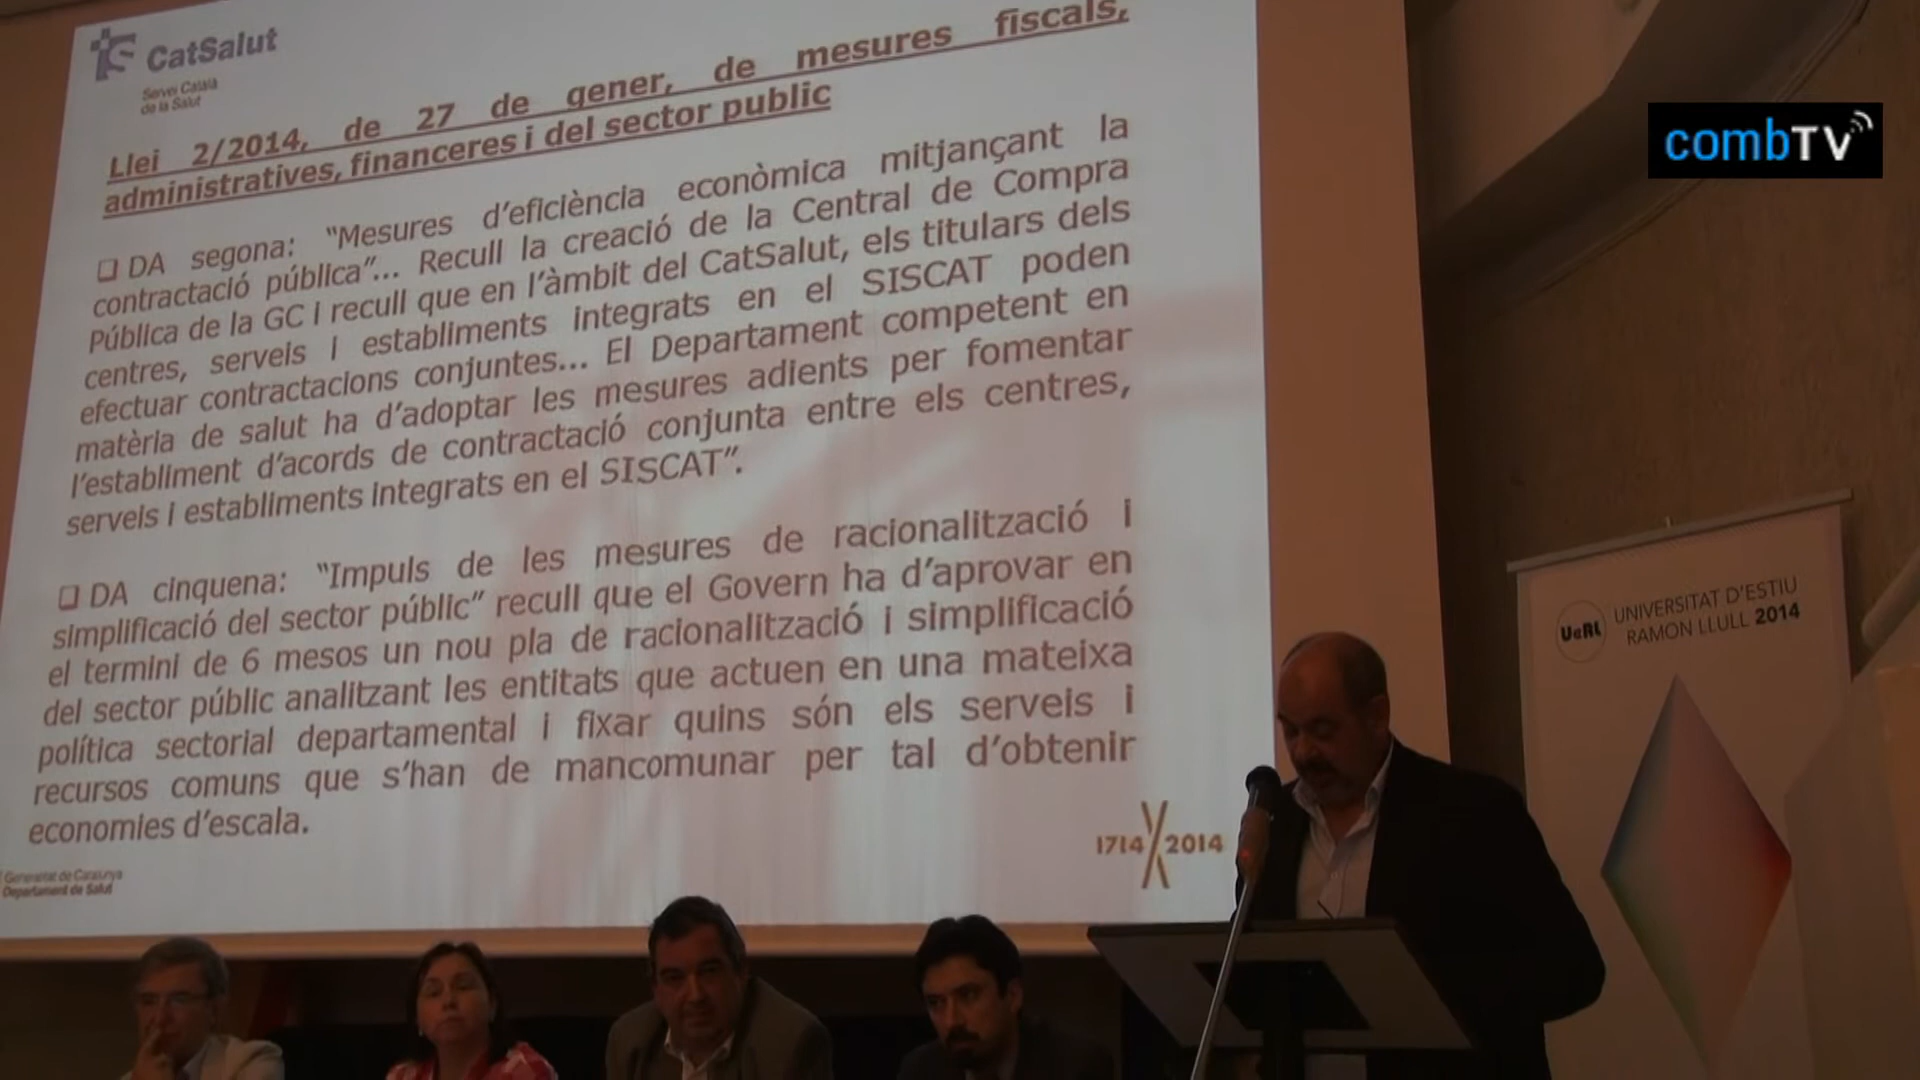 CatSalut
Servei Català
de la Salut
Llei 2/2014, de 27 de gener, de mesures fiscals,
administratives, financeres i del sector public
❑ DA segona: “Mesures d’eficiència econòmica mitjançant la
contractació pública”... Recull la creació de la Central de Compra
Pública de la GC i recull que en l’àmbit del CatSalut, els titulars dels
centres, serveis i establiments integrats en el SISCAT poden
efectuar contractacions conjuntes... El Departament competent en
matèria de salut ha d’adoptar les mesures adients per fomentar
l’establiment d’acords de contractació conjunta entre els centres,
serveis i establiments integrats en el SISCAT”.
❑ DA cinquena: “Impuls de les mesures de racionalització i
simplificació del sector públic” recull que el Govern ha d’aprovar en
el termini de 6 mesos un nou pla de racionalització i simplificació
del sector públic analitzant les entitats que actuen en una mateixa
política sectorial departamental i fixar quins són els serveis i
recursos comuns que s’han de mancomunar per tal d’obtenir
economies d’escala.
Generalitat de Catalunya
Departament de Salut
1714 2014
combTV
UeRL
UNIVERSITAT D'ESTIU
RAMON LLULL 2014